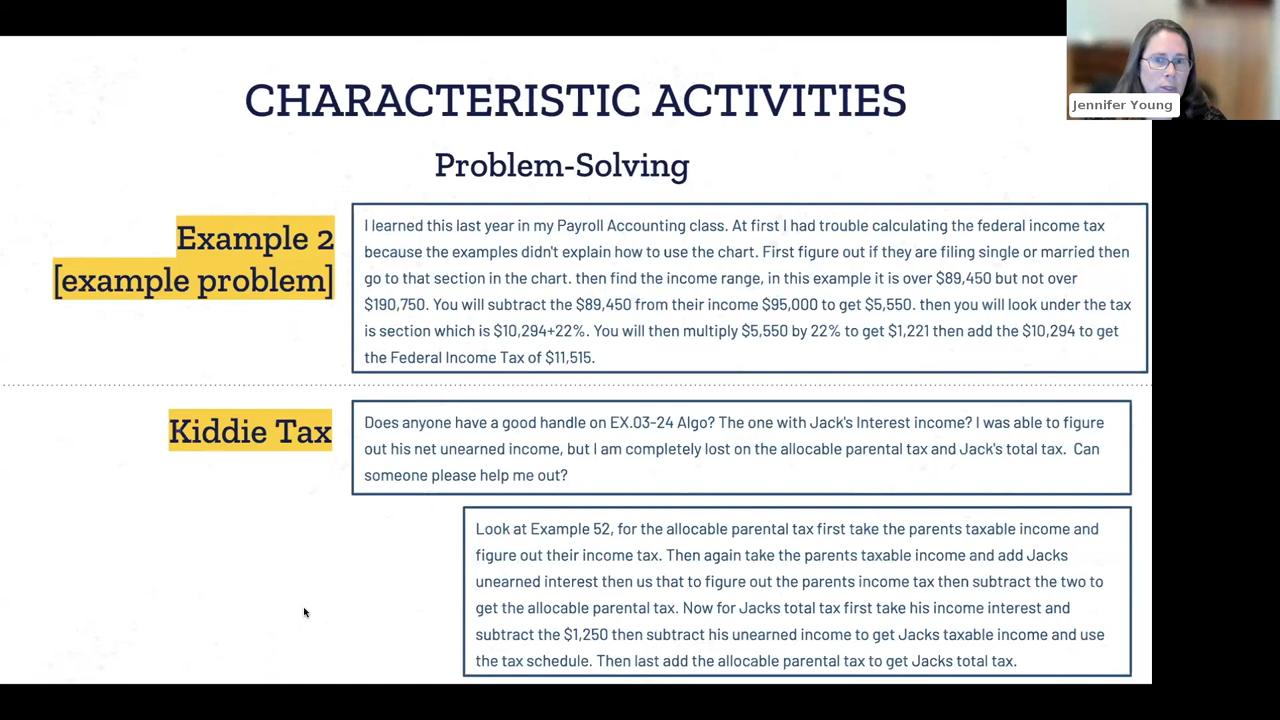 CHARACTERISTIC ACTIVITIES
Jennifer Young
Problem-Solving
Example 2
[example problem]
I learned this last year in my Payroll Accounting class. At first I had trouble calculating the federal income tax
because the examples didn't explain how to use the chart. First figure out if they are filing single or married then
go to that section in the chart. then find the income range, in this example it is over $89,450 but not over
$190,750. You will subtract the $89,450 from their income $95,000 to get $5,550. then you will look under the tax
is section which is $10,294+22%. You will then multiply $5,550 by 22% to get $1,221 then add the $10,294 to get
the Federal Income Tax of $11,515.
Kiddie Tax
Does anyone have a good handle on EX.03-24 Algo? The one with Jack's Interest income? I was able to figure
out his net unearned income, but I am completely lost on the allocable parental tax and Jack's total tax. Can
someone please help me out?
Look at Example 52, for the allocable parental tax first take the parents taxable income and
figure out their income tax. Then again take the parents taxable income and add Jacks
unearned interest then us that to figure out the parents income tax then subtract the two to
get the allocable parental tax. Now for Jacks total tax first take his income interest and
subtract the $1,250 then subtract his unearned income to get Jacks taxable income and use
the tax schedule. Then last add the allocable parental tax to get Jacks total tax.